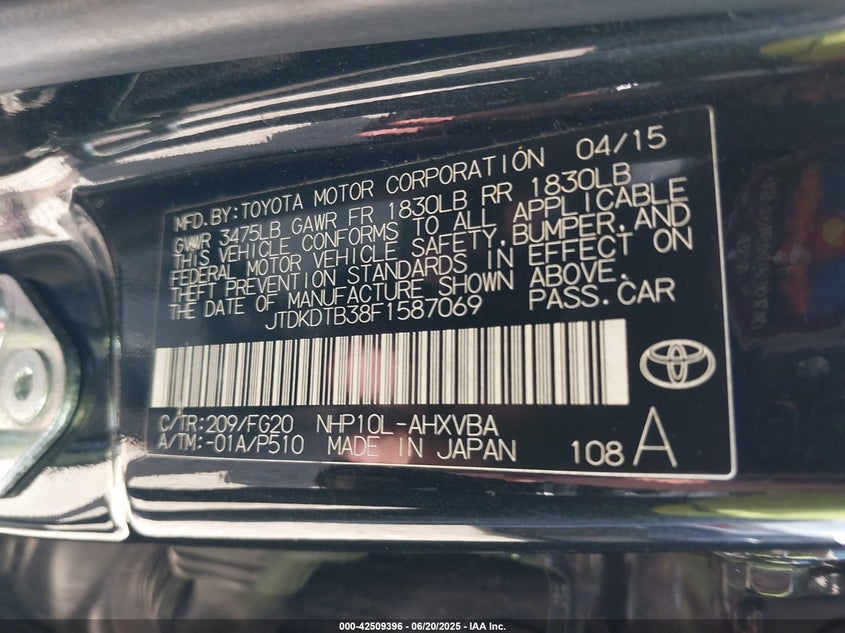 MFD. BY: TOYOTA MOTOR CORPORATION 04/15
GVWR 3475LB GAWR FR 1830LB RR 1830LB
THIS VEHICLE CONFORMS TO ALL APPLICABLE
FEDERAL MOTOR VEHICLE SAFETY, BUMPER, AND
THEFT PREVENTION STANDARDS IN EFFECT ON
THE DATE OF MANUFACTURE SHOWN ABOVE.
JTDKDTB38F1587069 PASS. CAR
C/TR: 209/FG20 NHP10L-AHXVBA
A/TM: -01A/P510 MADE IN JAPAN 108 A
000-42509396 - 06/20/2025 - IAA Inc.